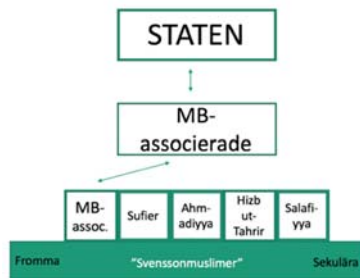 STATEN
MB-
associerade
MB-
assoc.
Sufier
Ahm-
adiyya
Hizb
ut-
Tahrir
Salafi-
yya
Fromma
"Svenssonmuslimer"
Sekulära